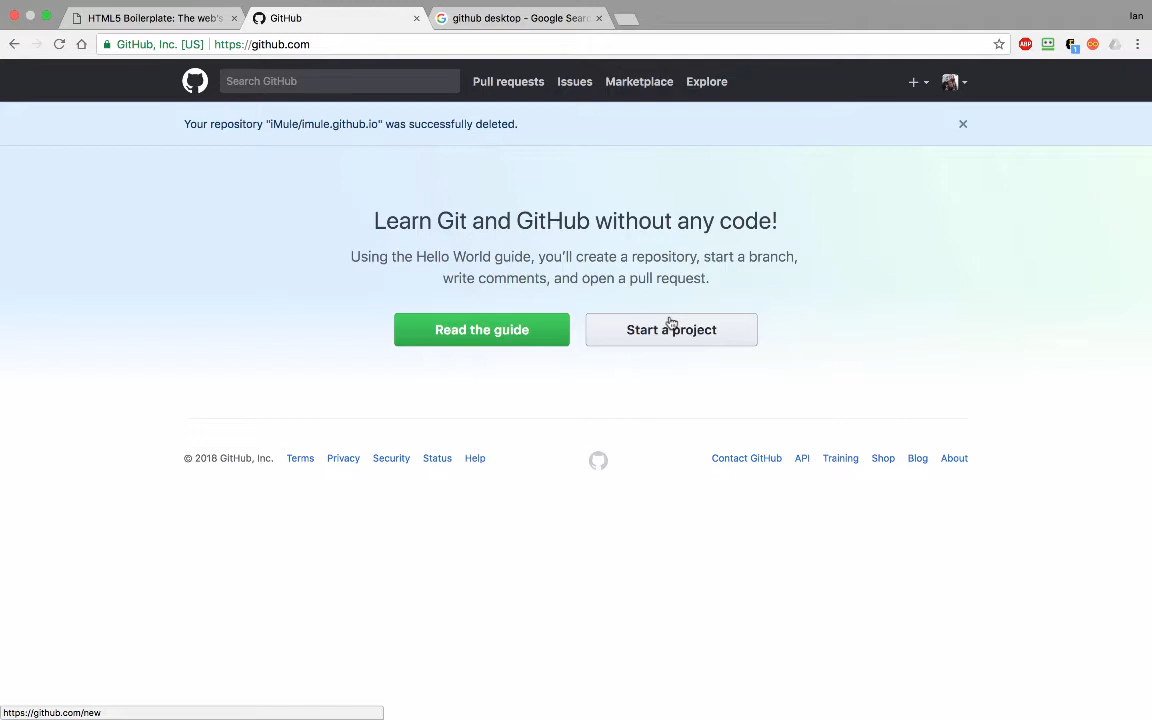 HTML5 Boilerplate: The web's
GitHub
github desktop - Google Sear
Ian
GitHub, Inc. [US]
https://github.com
ABP
1
Search GitHub
Pull requests
Issues
Marketplace
Explore
Your repository "iMule/imule.github.io" was successfully deleted.
Learn Git and GitHub without any code!
Using the Hello World guide, you'll create a repository, start a branch,
write comments, and open a pull request.
Read the guide
Start a project
© 2018 GitHub, Inc.
Terms
Privacy
Security
Status
Help
Contact GitHub
API
Training
Shop
Blog
About
https://github.com/new